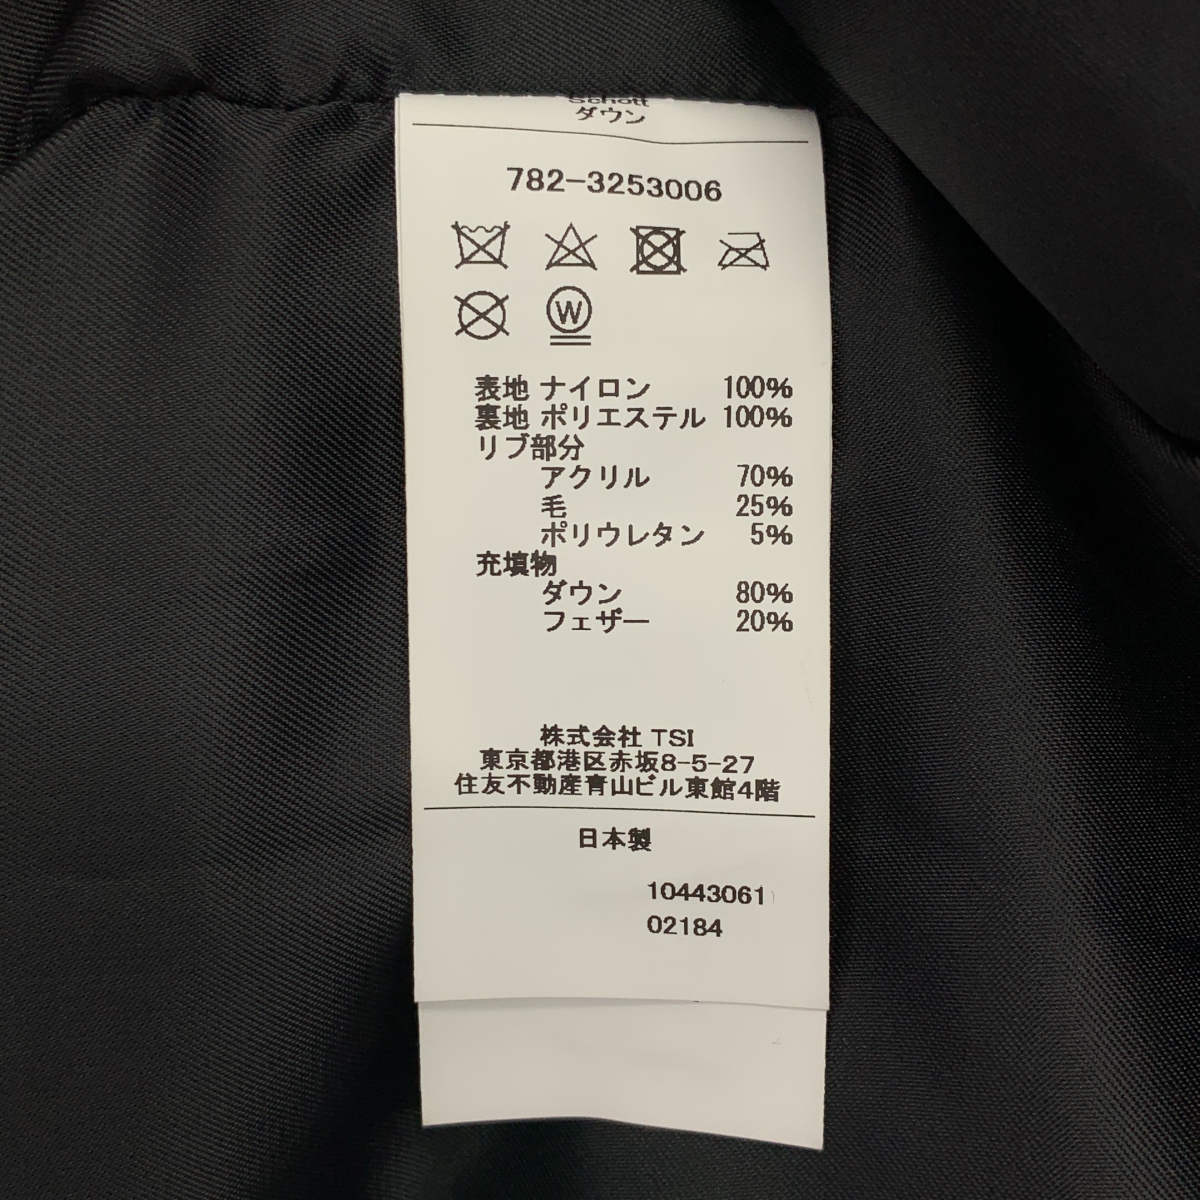 Schott
ダウン
782-3253006
W
表地 ナイロン 100%
裏地 ポリエステル 100%
リブ部分
アクリル 70%
毛 25%
ポリウレタン 5%
充填物
ダウン 80%
フェザー 20%
株式会社 TSI
東京都港区赤坂8-5-27
住友不動産青山ビル東館4階
日本製
10443061
02184